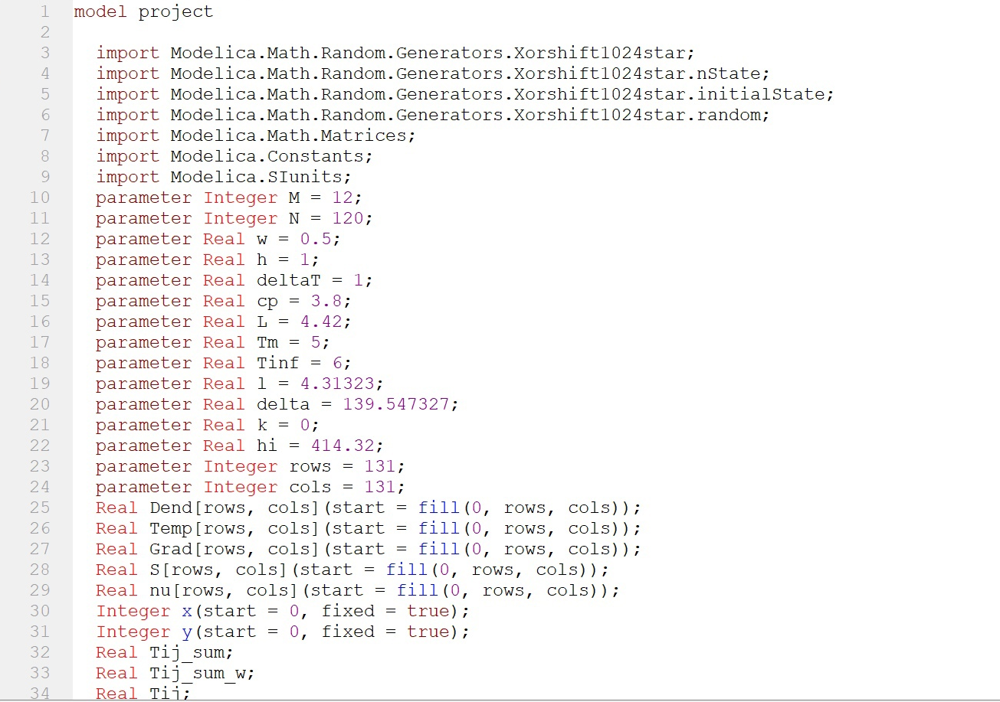 1 model project
2
3 import Modelica.Math.Random.Generators.Xorshift1024star;
4 import Modelica.Math.Random.Generators.Xorshift1024star.nState;
5 import Modelica.Math.Random.Generators.Xorshift1024star.initialState;
6 import Modelica.Math.Random.Generators.Xorshift1024star.random;
7 import Modelica.Math.Matrices;
8 import Modelica.Constants;
9 import Modelica.SIunits;
10 parameter Integer M = 12;
11 parameter Integer N = 120;
12 parameter Real w = 0.5;
13 parameter Real h = 1;
14 parameter Real deltaT = 1;
15 parameter Real cp = 3.8;
16 parameter Real L = 4.42;
17 parameter Real Tm = 5;
18 parameter Real Tinf = 6;
19 parameter Real l = 4.31323;
20 parameter Real delta = 139.547327;
21 parameter Real k = 0;
22 parameter Real hi = 414.32;
23 parameter Integer rows = 131;
24 parameter Integer cols = 131;
25 Real Dend[rows, cols](start = fill(0, rows, cols));
26 Real Temp[rows, cols](start = fill(0, rows, cols));
27 Real Grad[rows, cols](start = fill(0, rows, cols));
28 Real S[rows, cols](start = fill(0, rows, cols));
29 Real nu[rows, cols](start = fill(0, rows, cols));
30 Integer x(start = 0, fixed = true);
31 Integer y(start = 0, fixed = true);
32 Real Tij_sum;
33 Real Tij_sum_w;
34 Real Tij;